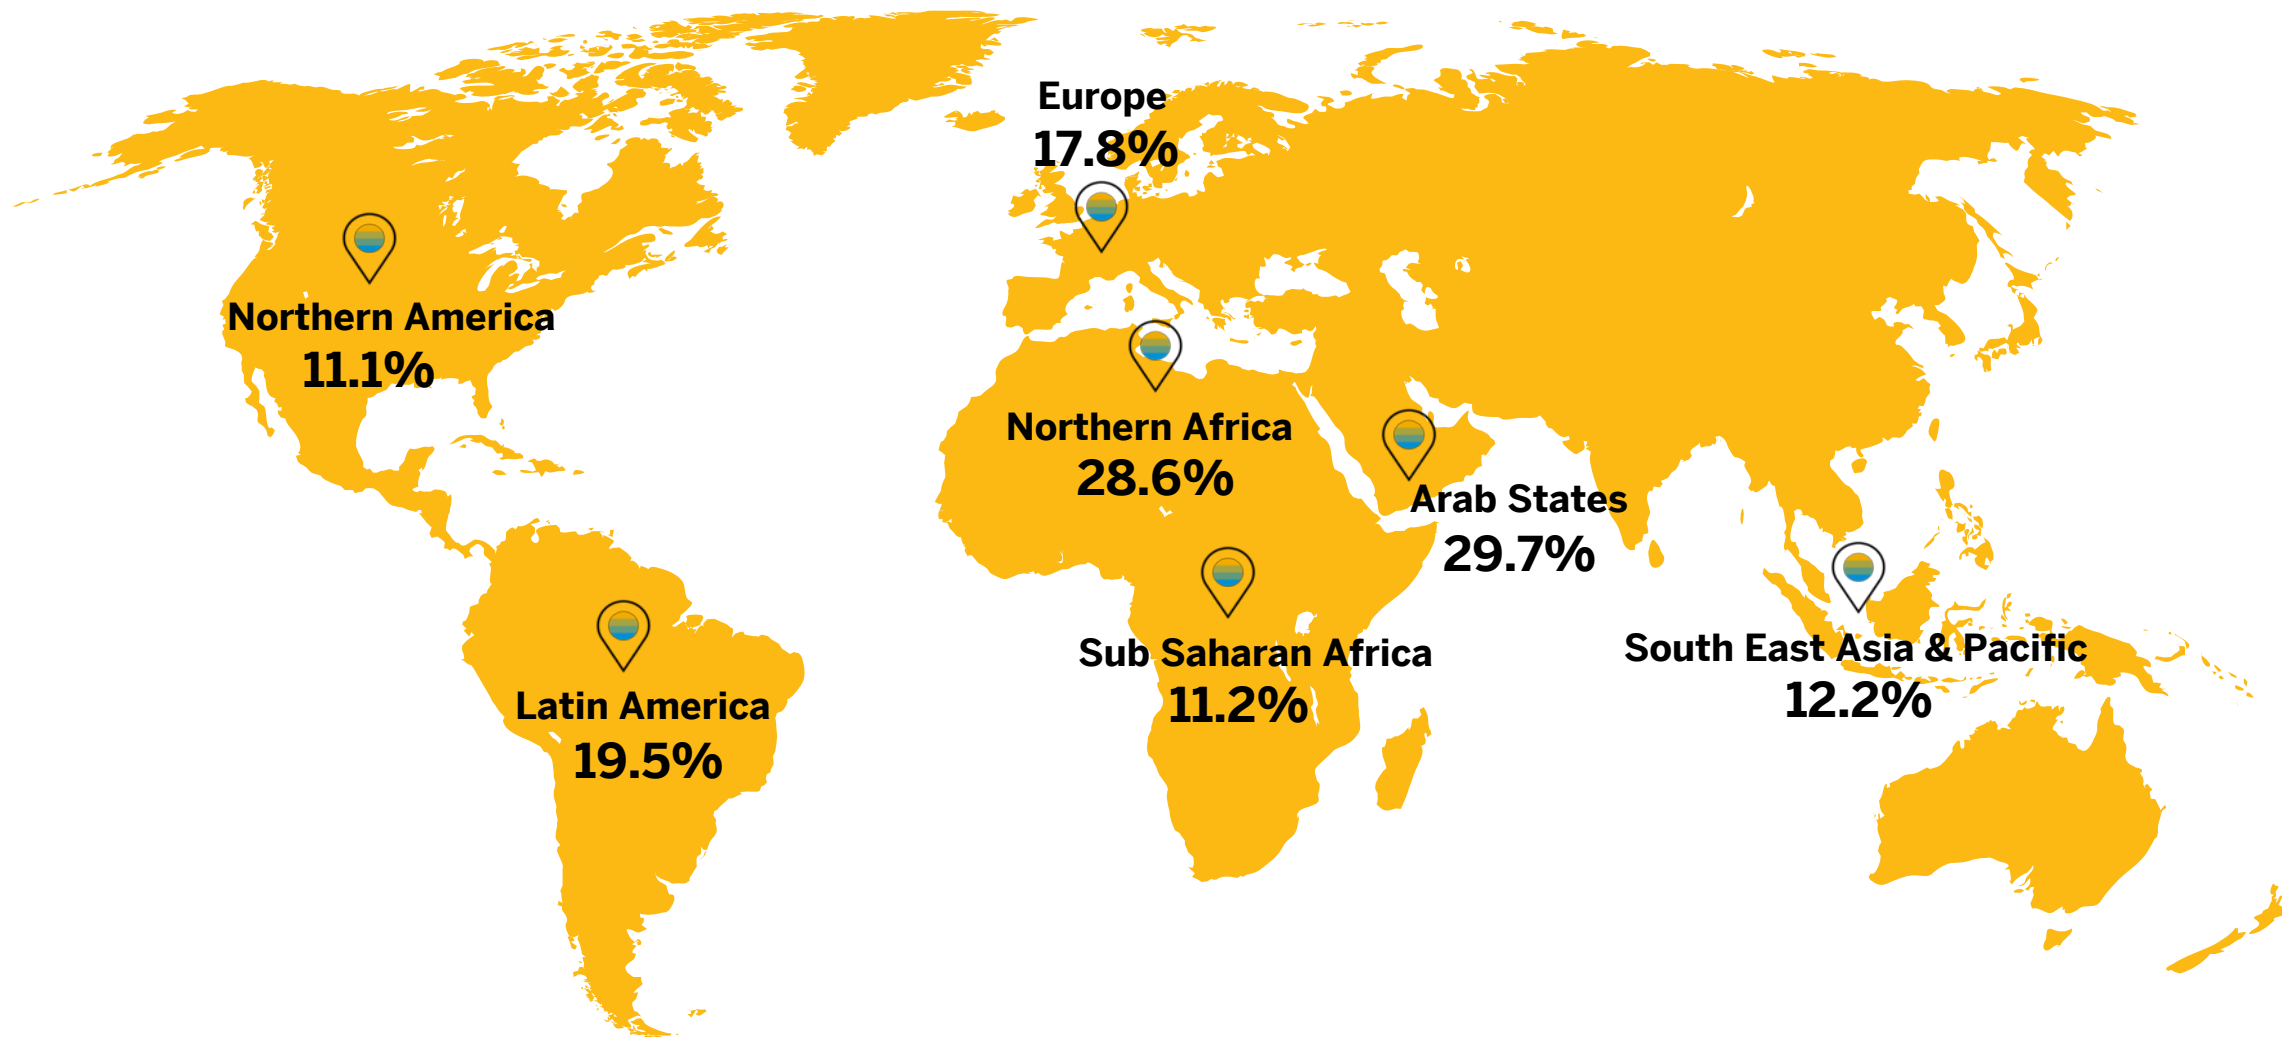 Europe
17.8%
Northern America
11.1%
Northern Africa
28.6%
Arab States
29.7%
Sub Saharan Africa
11.2%
South East Asia & Pacific
12.2%
Latin America
19.5%